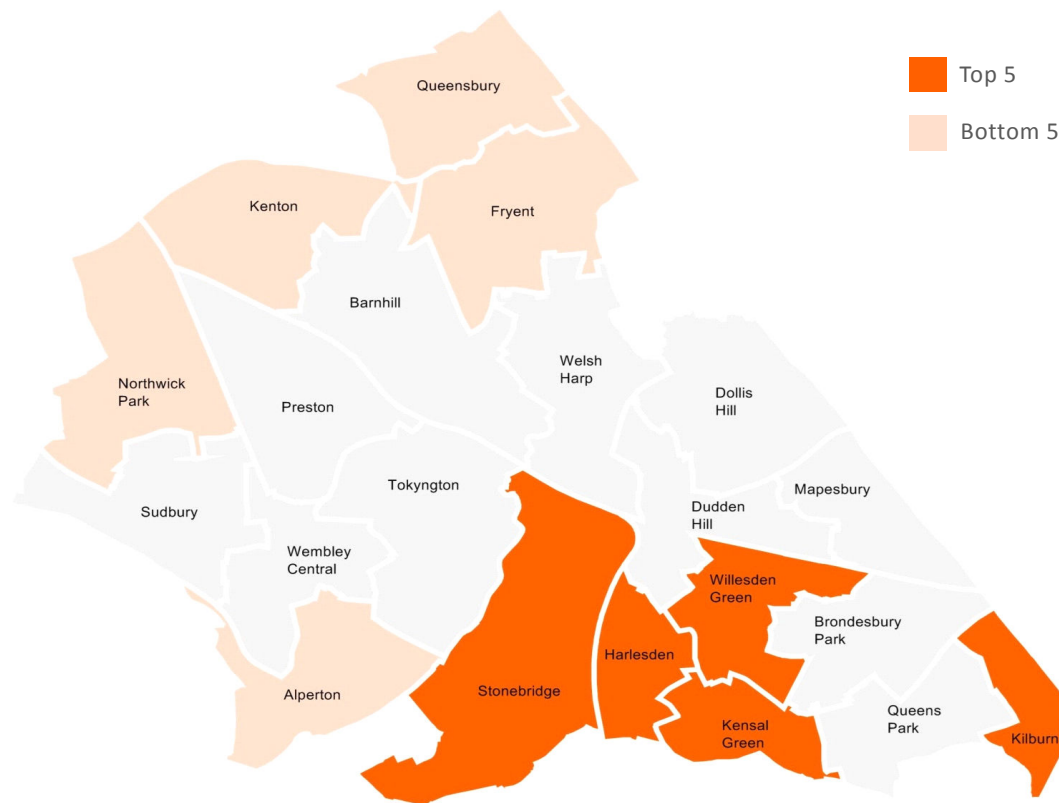 Top 5
Bottom 5
Queensbury
Kenton
Fryent
Barnhill
Northwick
Park
Preston
Welsh
Harp
Dollis
Hill
Sudbury
Tokyngton
Mapesbury
Dudden
Hill
Wembley
Central
Willesden
Green
Brondesbury
Park
Harlesden
Alperton
Stonebridge
Kensal
Green
Queens
Park
Kilburn